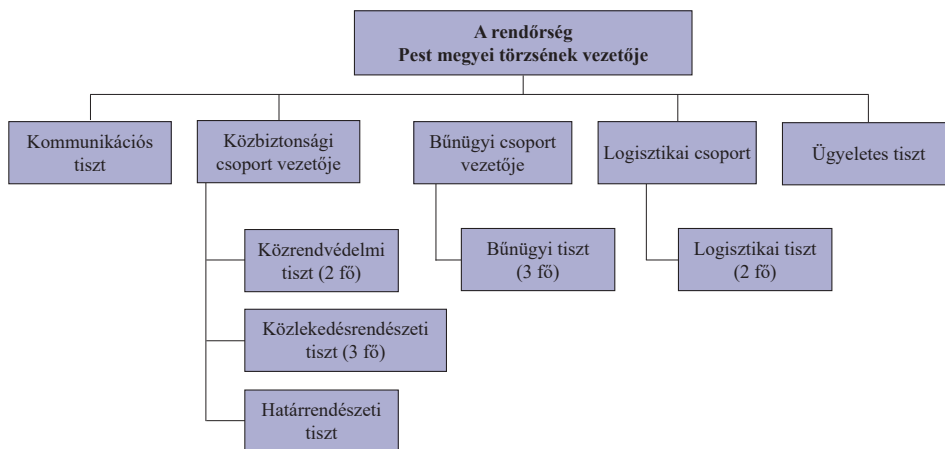 A rendőrség
Pest megyei törzsének vezetője
Kommunikációs
tiszt
Közbiztonsági
csoport vezetője
Bűnügyi csoport
vezetője
Logisztikai csoport
Ügyeletes tiszt
Közrendvédelmi
tiszt (2 fő)
Bűnügyi tiszt
(3 fő)
Logisztikai tiszt
(2 fő)
Közlekedésrendészeti
tiszt (3 fő)
Határrendészeti
tiszt